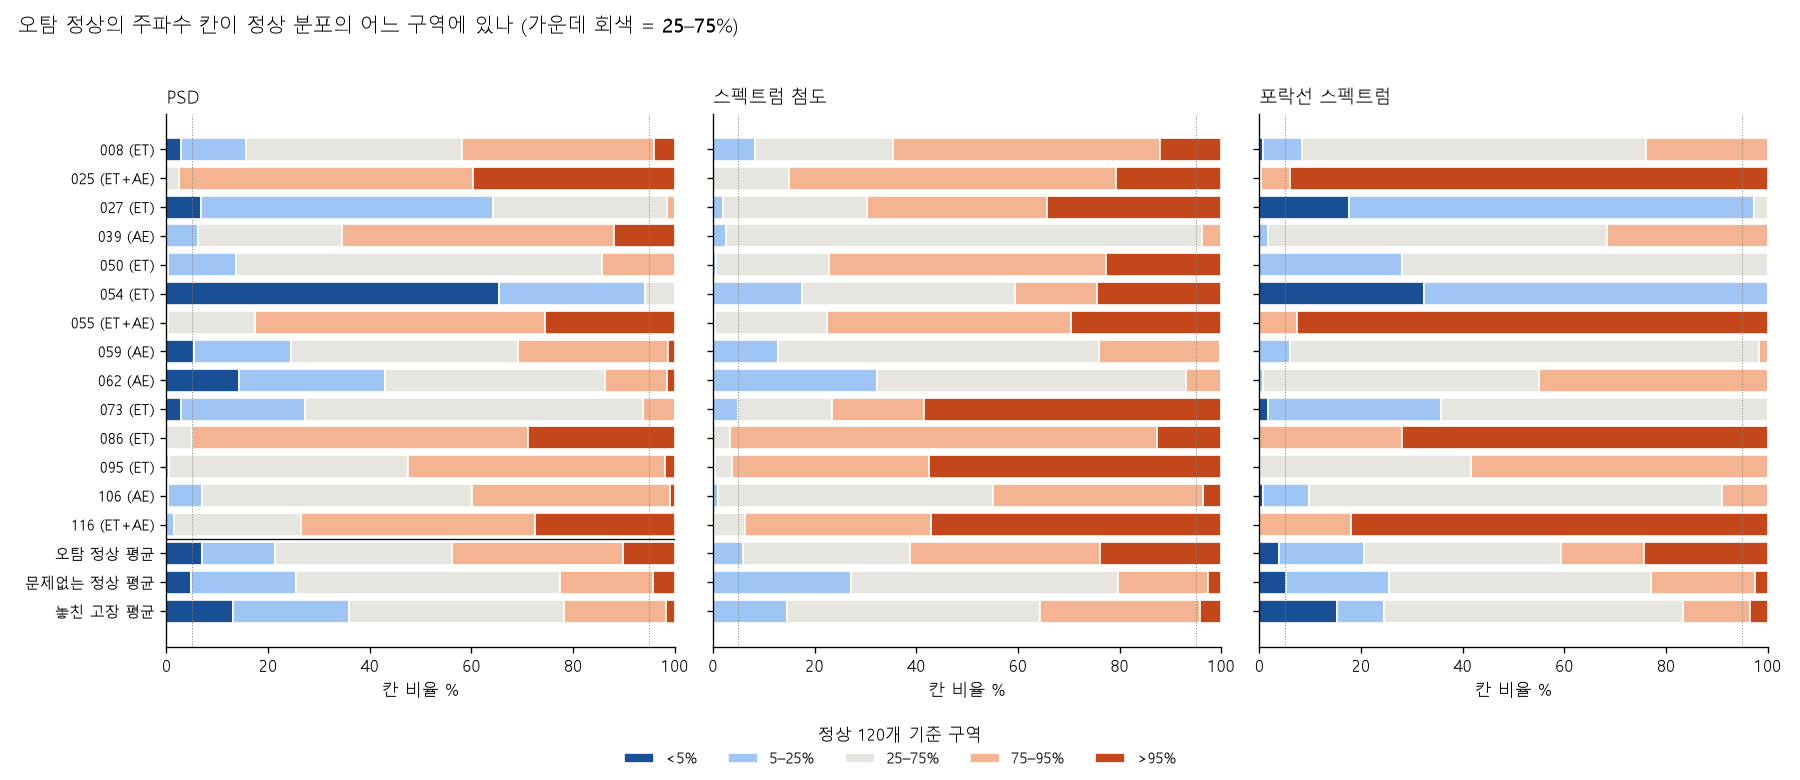 오탐 정상의 주파수 칸이 정상 분포의 어느 구역에 있나 (가운데 회색 = 25–75%)
PSD
스펙트럼 첨도
포락선 스펙트럼
008 (ET)
025 (ET+AE)
027 (ET)
039 (AE)
050 (ET)
054 (ET)
055 (ET+AE)
059 (AE)
062 (AE)
073 (ET)
086 (ET)
095 (ET)
106 (AE)
116 (ET+AE)
오탐 정상 평균
문제없는 정상 평균
놓친 고장 평균
0 20 40 60 80 100
0 20 40 60 80 100
0 20 40 60 80 100
칸 비율 %
칸 비율 %
칸 비율 %
정상 120개 기준 구역
<5% 5–25% 25–75% 75–95% >95%